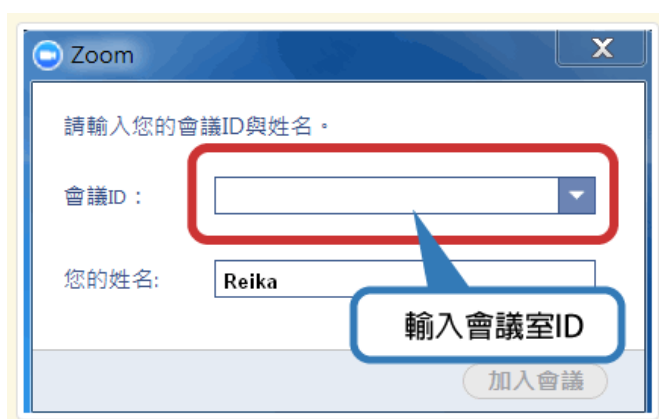 Zoom
請輸入您的會議ID與姓名。
會議ID：
您的姓名:
Reika
輸入會議室ID
加入會議